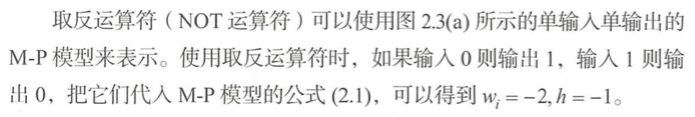 取反运算符（NOT 运算符）可以使用图 2.3(a) 所示的单输入单输出的
M-P 模型来表示。使用取反运算符时，如果输入 0 则输出 1，输入 1 则输
出 0，把它们代入 M-P 模型的公式 (2.1)，可以得到 wᵢ = −2, h = −1。